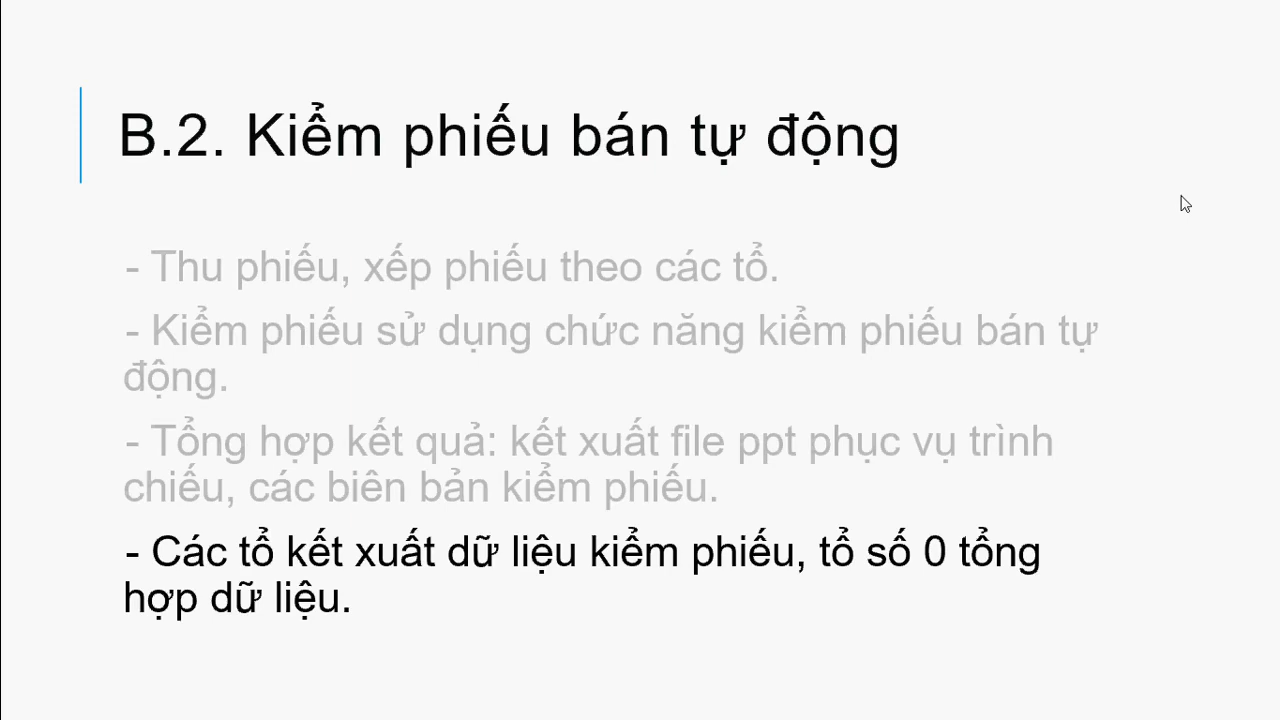 B.2. Kiểm phiếu bán tự động
- Thu phiếu, xếp phiếu theo các tổ.
- Kiểm phiếu sử dụng chức năng kiểm phiếu bán tự
động.
- Tổng hợp kết quả: kết xuất file ppt phục vụ trình
chiếu, các biên bản kiểm phiếu.
- Các tổ kết xuất dữ liệu kiểm phiếu, tổ số 0 tổng
hợp dữ liệu.